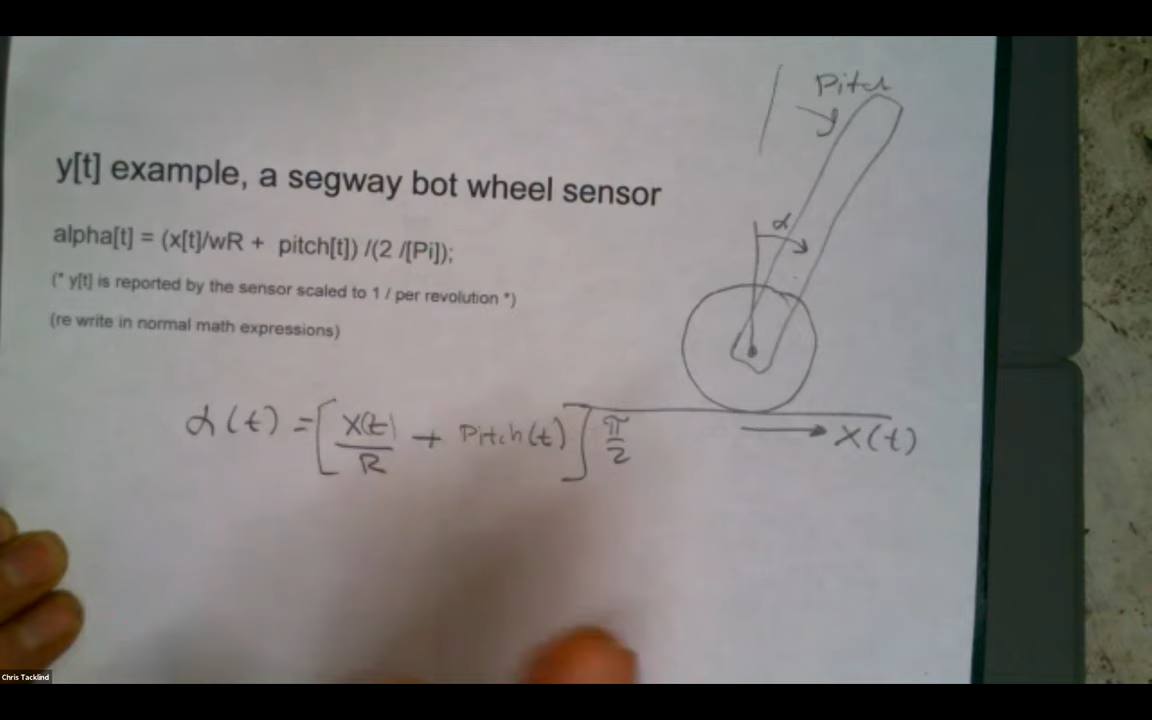 Pitch
y[t] example, a segway bot wheel sensor
α
alpha[t] = (x[t]/wR + pitch[t]) /(2 /[Pi]);
(* y[t] is reported by the sensor scaled to 1 / per revolution *)
(re write in normal math expressions)
α(t) = [X(t)/R + Pitch(t)] π/2
X(t)
Chris Tacklind